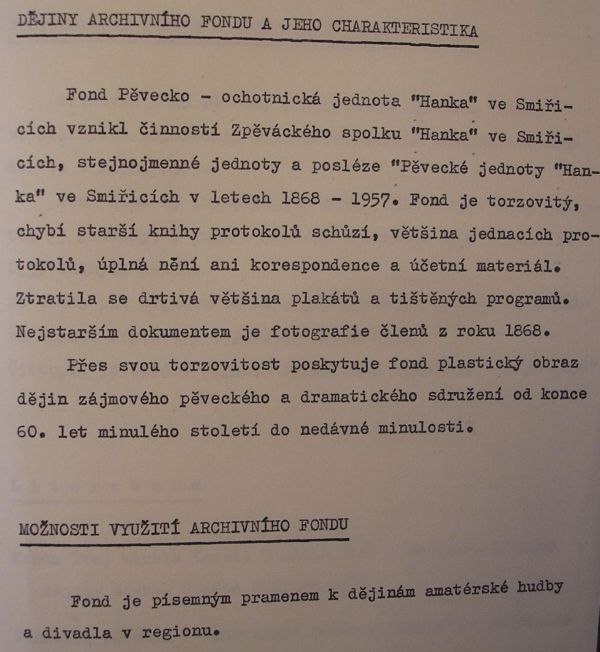 DĚJINY ARCHIVNÍHO FONDU A JEHO CHARAKTERISTIKA
Fond Pěvecko - ochotnická jednota "Hanka" ve Smiři-
cích vznikl činností Zpěváckého spolku "Hanka" ve Smiři-
cích, stejnojmenné jednoty a posléze "Pěvecké jednoty "Han-
ka" ve Smiřicích v letech 1868 - 1957. Fond je torzovitý,
chybí starší knihy protokolů schůzí, většina jednacích pro-
tokolů, úplná není ani korespondence a účetní materiál.
Ztratila se drtivá většina plakátů a tištěných programů.
Nejstarším dokumentem je fotografie členů z roku 1868.
Přes svou torzovitost poskytuje fond plastický obraz
dějin zájmového pěveckého a dramatického sdružení od konce
60. let minulého století do nedávné minulosti.
MOŽNOSTI VYUŽITÍ ARCHIVNÍHO FONDU
Fond je písemným pramenem k dějinám amatérské hudby
a divadla v regionu.